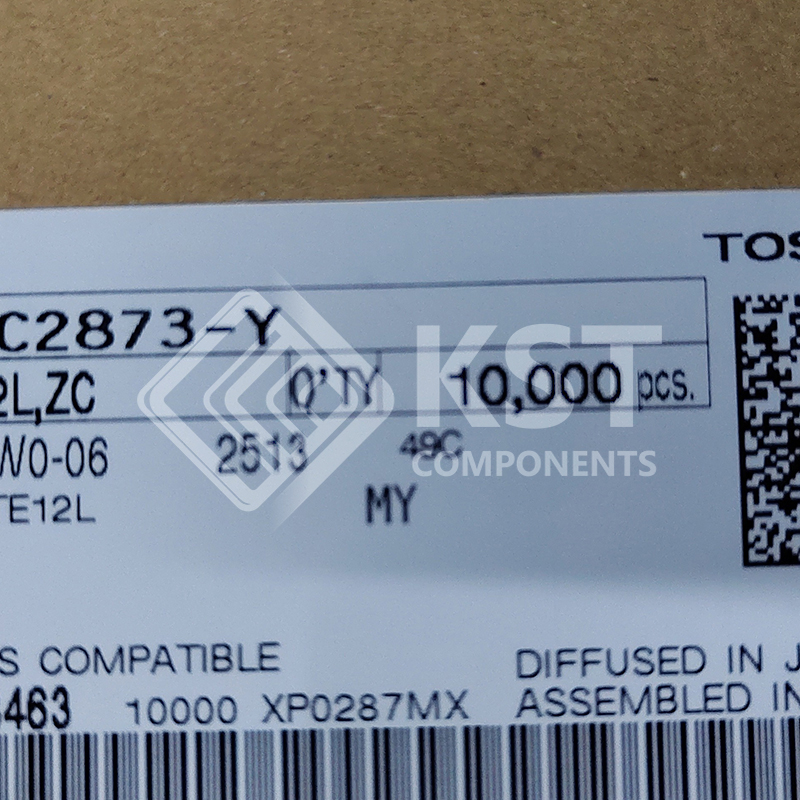 TOS
C2873-Y
2L,ZC Q'TY 10,000 pcs.
W0-06 2513 49C
TE12L MY
S COMPATIBLE DIFFUSED IN J
463 10000 XP0287MX ASSEMBLED IN
KST
COMPONENTS